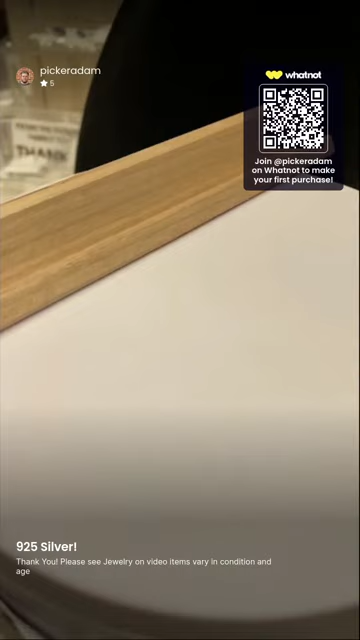 pickeradam
★ 5
whatnot
Join @pickeradam
on Whatnot to make
your first purchase!
THANK
925 Silver!
Thank You! Please see Jewelry on video items vary in condition and
age